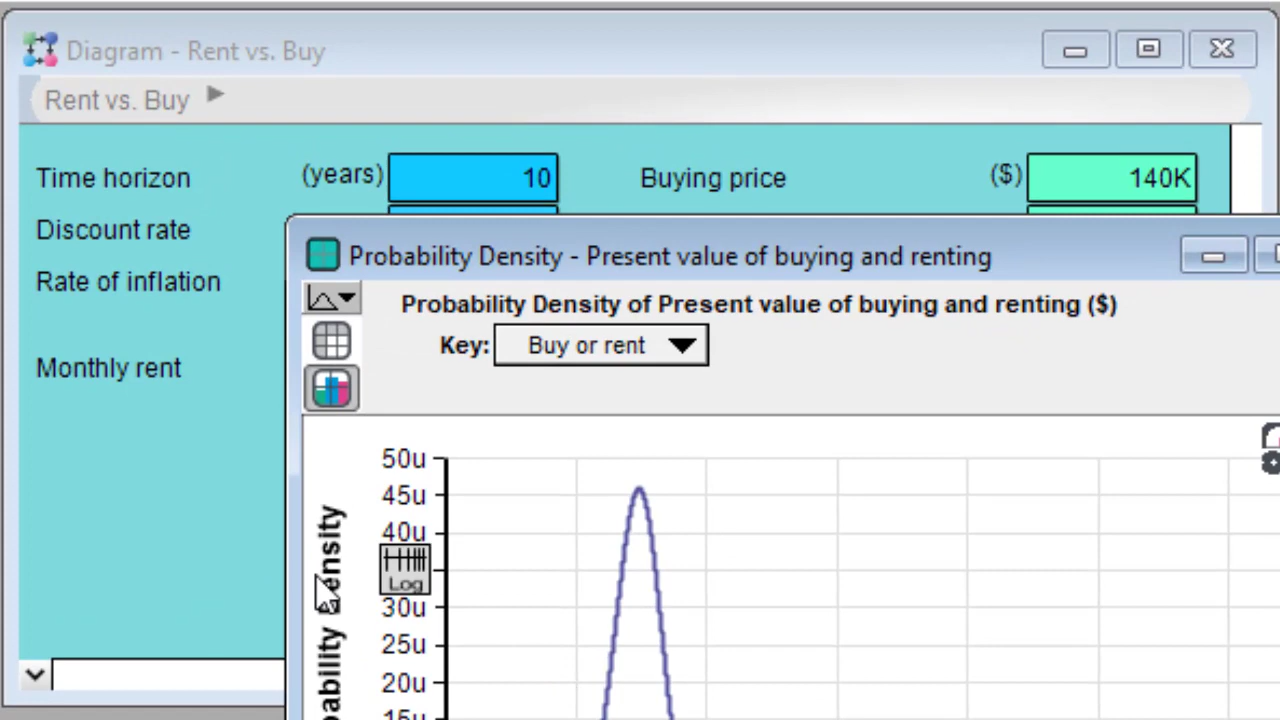 Diagram - Rent vs. Buy
Rent vs. Buy
Time horizon (years) 10 Buying price ($) 140K
Discount rate
Rate of inflation
Monthly rent
Probability Density - Present value of buying and renting
Probability Density of Present value of buying and renting ($)
Key: Buy or rent
50u
45u
40u
Log
30u
25u
20u
15u